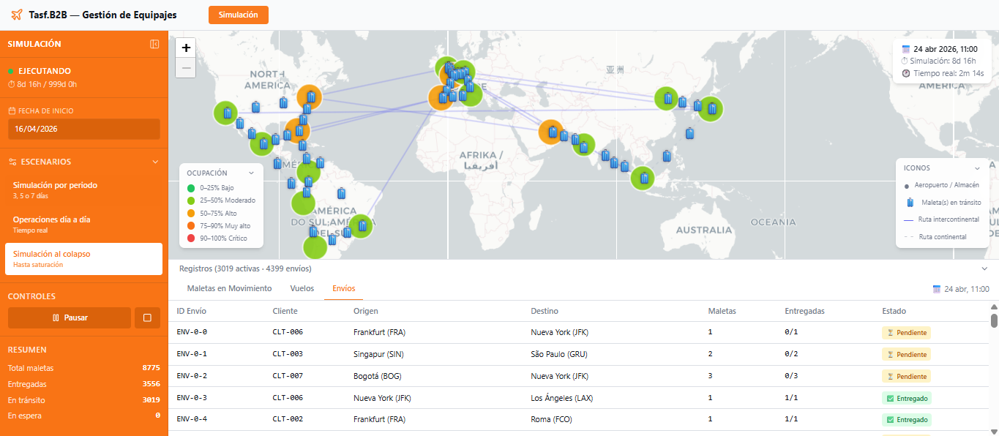 Tasf.B2B — Gestión de Equipajes
Simulación
SIMULACIÓN
EJECUTANDO
8d 16h / 999d 0h
FECHA DE INICIO
16/04/2026
ESCENARIOS
Simulación por periodo
3, 5 o 7 días
Operaciones día a día
Tiempo real
Simulación al colapso
Hasta saturación
CONTROLES
Pausar
RESUMEN
Total maletas 8775
Entregadas 3556
En tránsito 3019
En espera 0
+
−
NORTH
AMERICA
亚洲
AFRIKA /
أفريقيا
AMÉRICA
DO SUL;AMÉRICA
DEL SUR
AUSTRALIA
OCEANIA
AMERICA
24 abr 2026, 11:00
Simulación: 8d 16h
Tiempo real: 2m 14s
OCUPACIÓN
0–25% Bajo
25–50% Moderado
50–75% Alto
75–90% Muy alto
90–100% Crítico
ICONOS
Aeropuerto / Almacén
Maleta(s) en tránsito
Ruta intercontinental
Ruta continental
Registros (3019 activas · 4399 envíos)
Maletas en Movimiento Vuelos Envíos
24 abr, 11:00
ID Envío Cliente Origen Destino Maletas Entregadas Estado
ENV-0-0 CLT-006 Frankfurt (FRA) Nueva York (JFK) 1 0/1 Pendiente
ENV-0-1 CLT-003 Singapur (SIN) São Paulo (GRU) 2 0/2 Pendiente
ENV-0-2 CLT-007 Bogotá (BOG) Nueva York (JFK) 3 0/3 Pendiente
ENV-0-3 CLT-006 Nueva York (JFK) Los Ángeles (LAX) 1 1/1 Entregado
ENV-0-4 CLT-002 Frankfurt (FRA) Roma (FCO) 1 1/1 Entregado